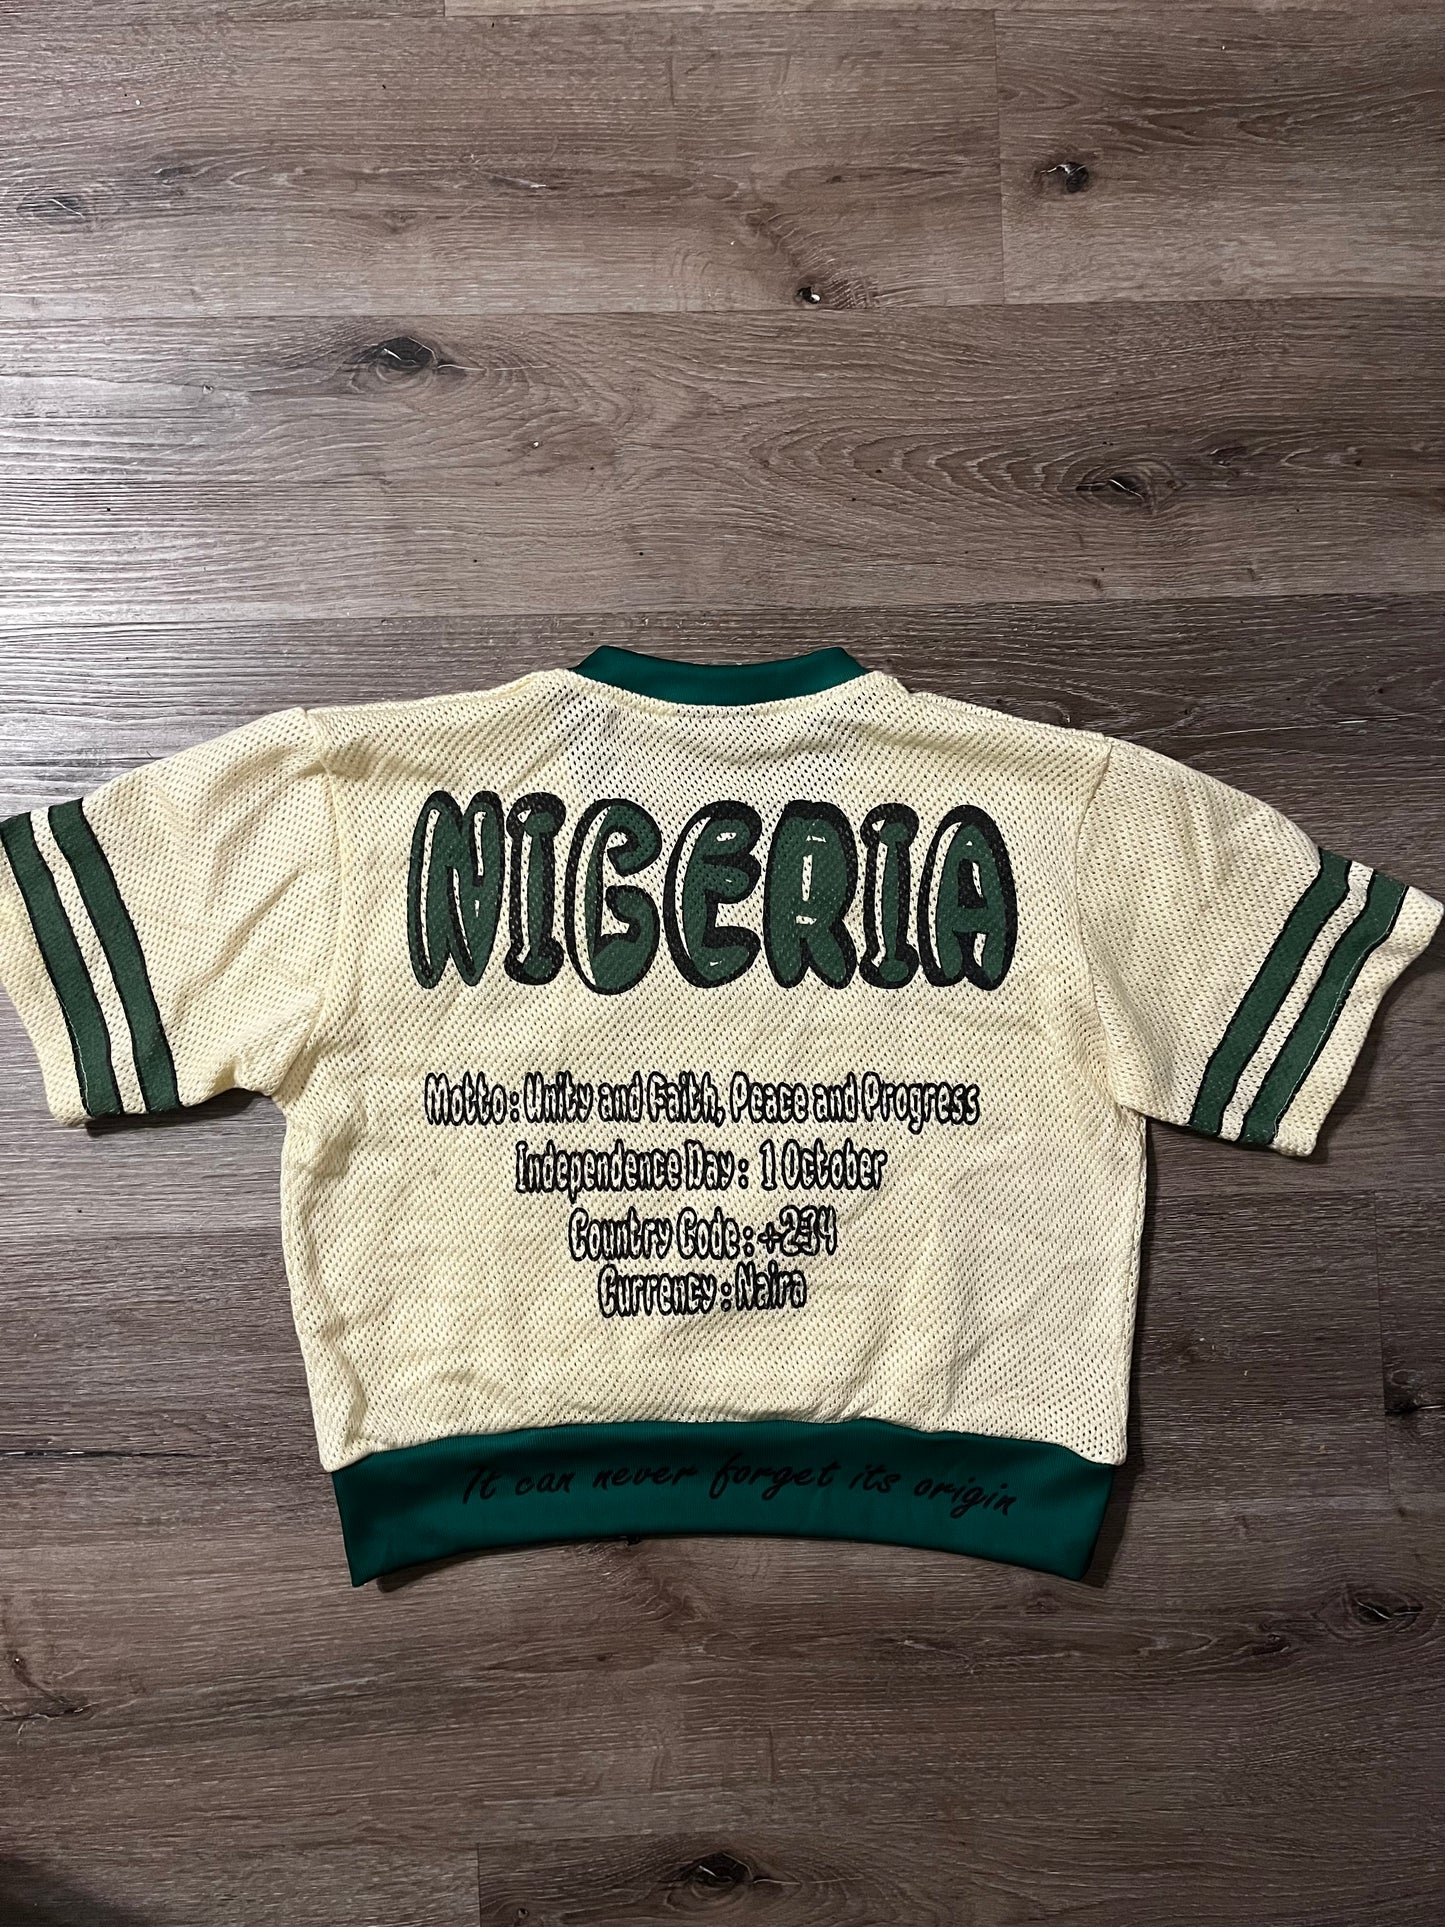 NIGERIA
Motto : Unity and Faith, Peace and Progress
Independence Day : 1 October
Country Code : +234
Currency : Naira
It can never forget its origin